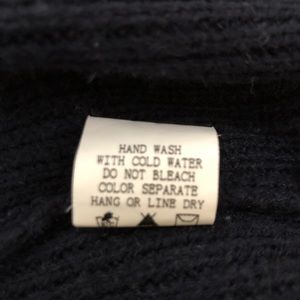 HAND WASH
WITH COLD WATER
DO NOT BLEACH
COLOR SEPARATE
HANG OR LINE DRY